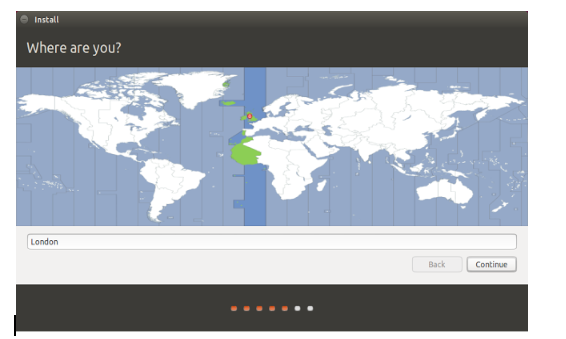 Install
Where are you?
London
Back
Continue